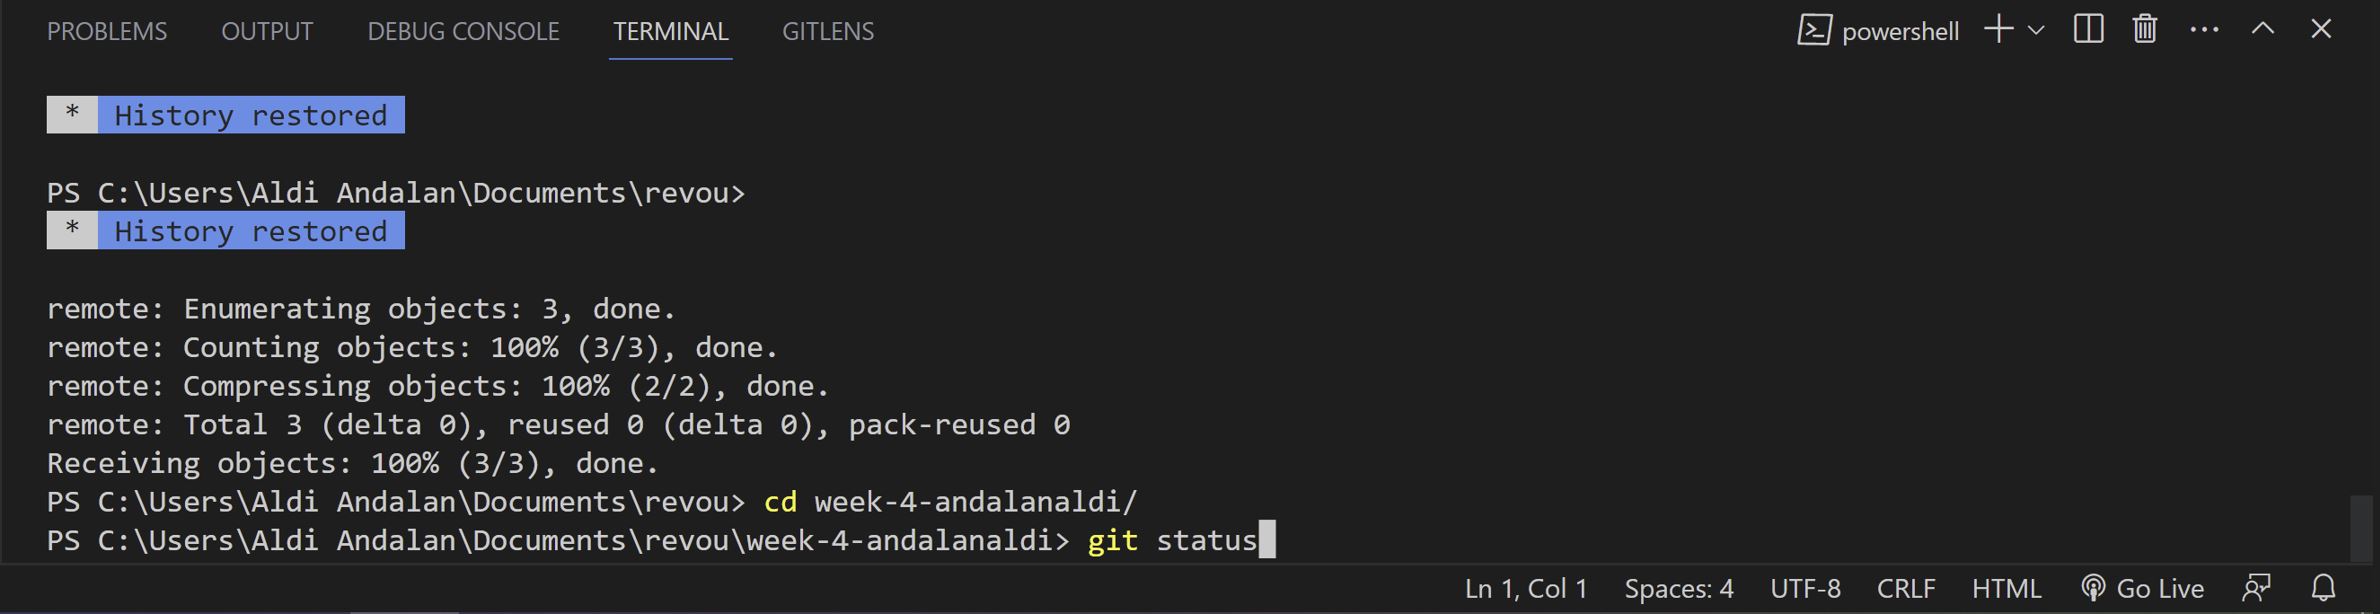 PROBLEMS OUTPUT DEBUG CONSOLE TERMINAL GITLENS powershell
* History restored
PS C:\Users\Aldi Andalan\Documents\revou>
* History restored
remote: Enumerating objects: 3, done.
remote: Counting objects: 100% (3/3), done.
remote: Compressing objects: 100% (2/2), done.
remote: Total 3 (delta 0), reused 0 (delta 0), pack-reused 0
Receiving objects: 100% (3/3), done.
PS C:\Users\Aldi Andalan\Documents\revou> cd week-4-andalanaldi/
PS C:\Users\Aldi Andalan\Documents\revou\week-4-andalanaldi> git status
Ln 1, Col 1 Spaces: 4 UTF-8 CRLF HTML Go Live